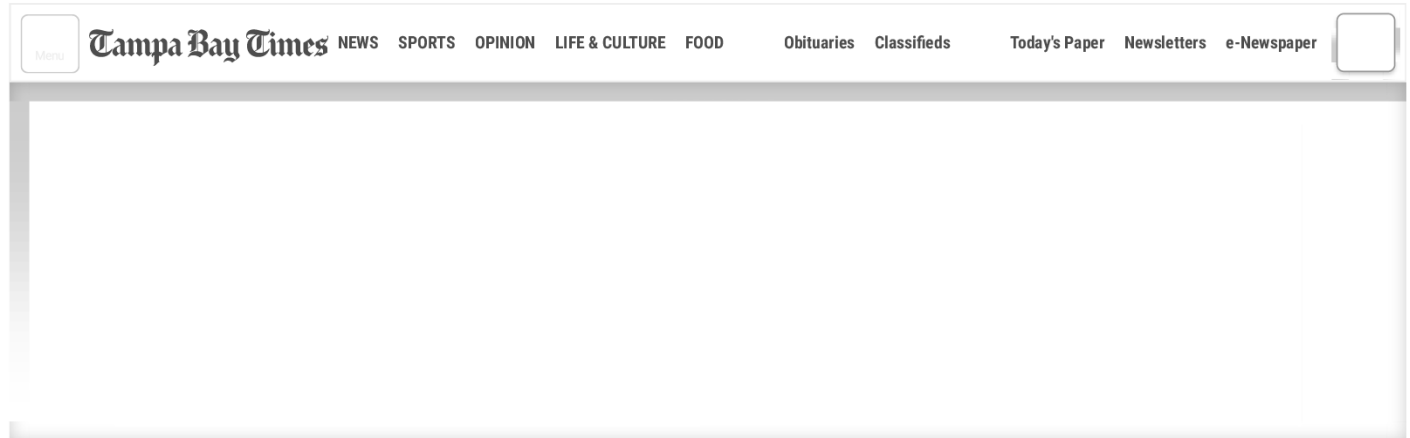 Menu
Tampa Bay Times NEWS SPORTS OPINION LIFE & CULTURE FOOD Obituaries Classifieds Today's Paper Newsletters e-Newspaper